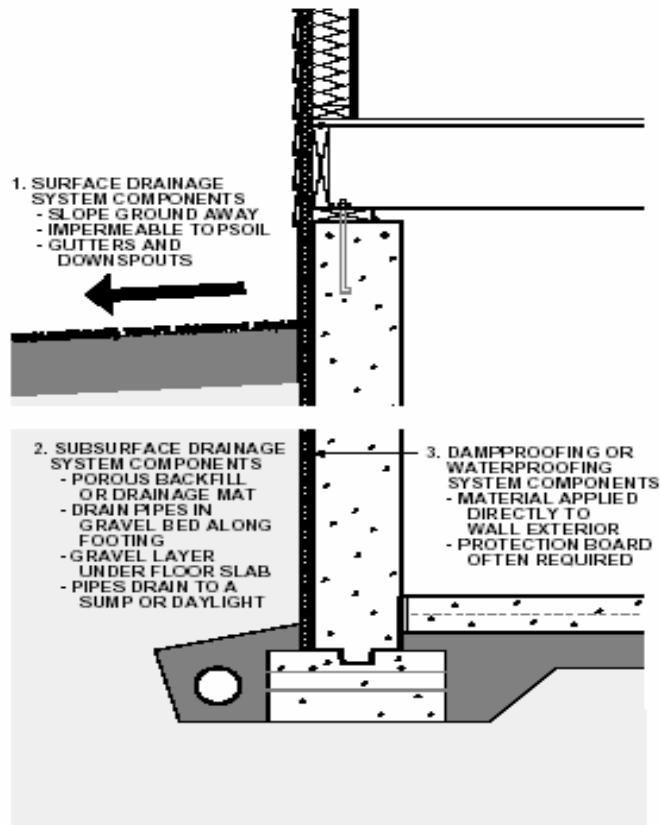 1. SURFACE DRAINAGE
SYSTEM COMPONENTS
- SLOPE GROUND AWAY
- IMPERMEABLE TOPSOIL
- GUTTERS AND
DOWNSPOUTS
2. SUBSURFACE DRAINAGE
SYSTEM COMPONENTS
- POROUS BACKFILL
OR DRAINAGE MAT
- DRAIN PIPES IN
GRAVEL BED ALONG
FOOTING
- GRAVEL LAYER
UNDER FLOOR SLAB
- PIPES DRAIN TO A
SUMP OR DAYLIGHT
3. DAMPPROOFING OR
WATERPROOFING
SYSTEM COMPONENTS
- MATERIAL APPLIED
DIRECTLY TO
WALL EXTERIOR
- PROTECTION BOARD
OFTEN REQUIRED